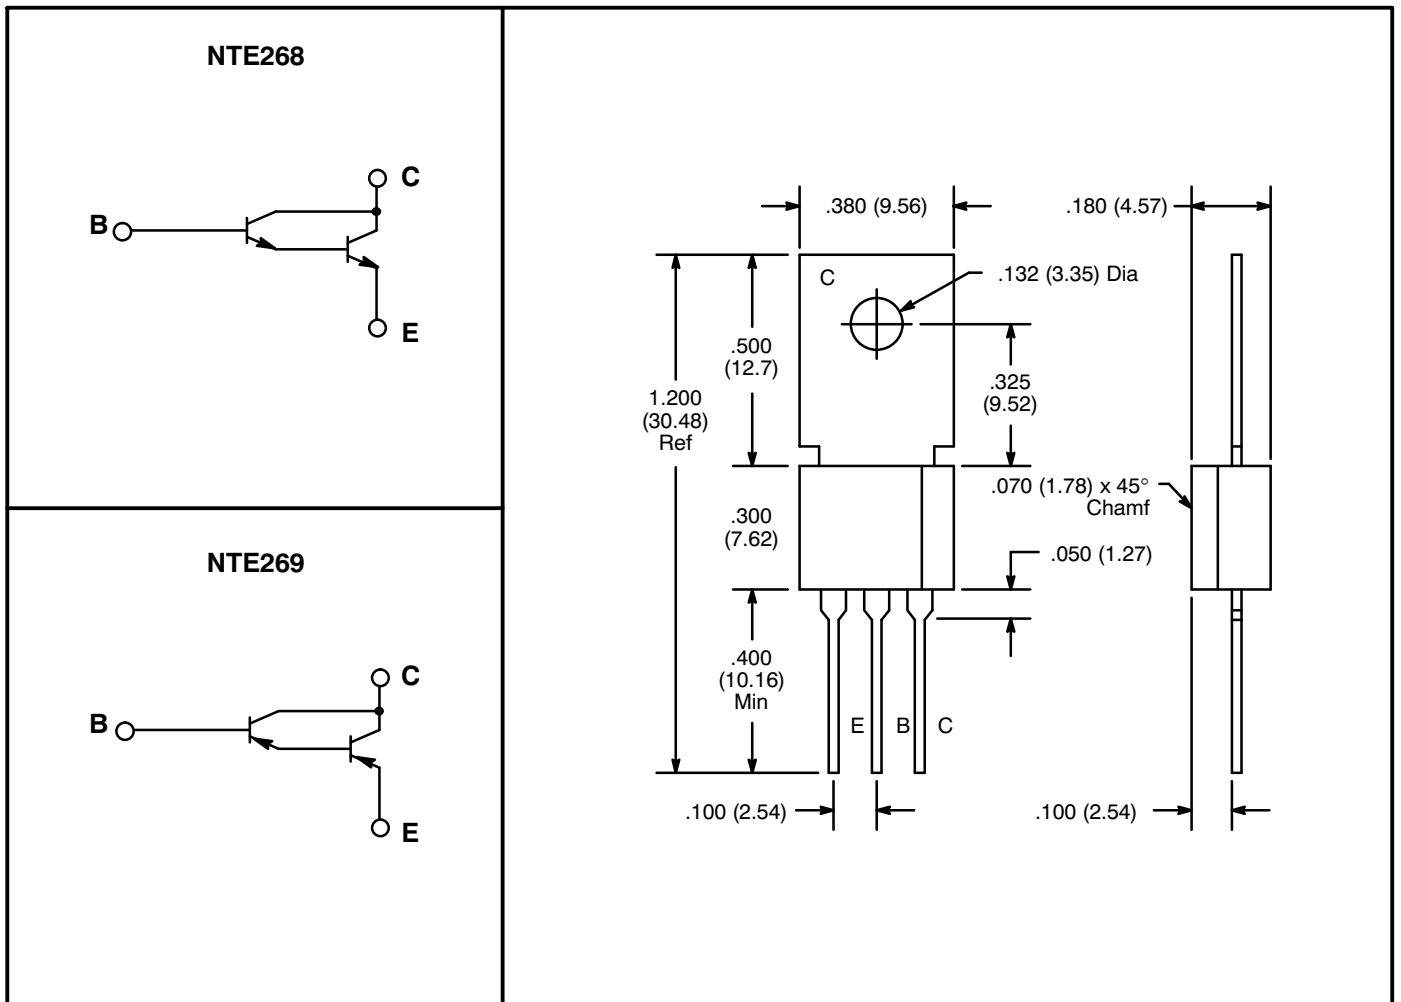 NTE268
C
B
E
NTE269
C
B
E
.380 (9.56)
.180 (4.57)
C
.132 (3.35) Dia
.500
(12.7)
.325
(9.52)
1.200
(30.48)
Ref
.070 (1.78) x 45°
Chamf
.300
(7.62)
.050 (1.27)
.400
(10.16)
Min
E B C
.100 (2.54)
.100 (2.54)